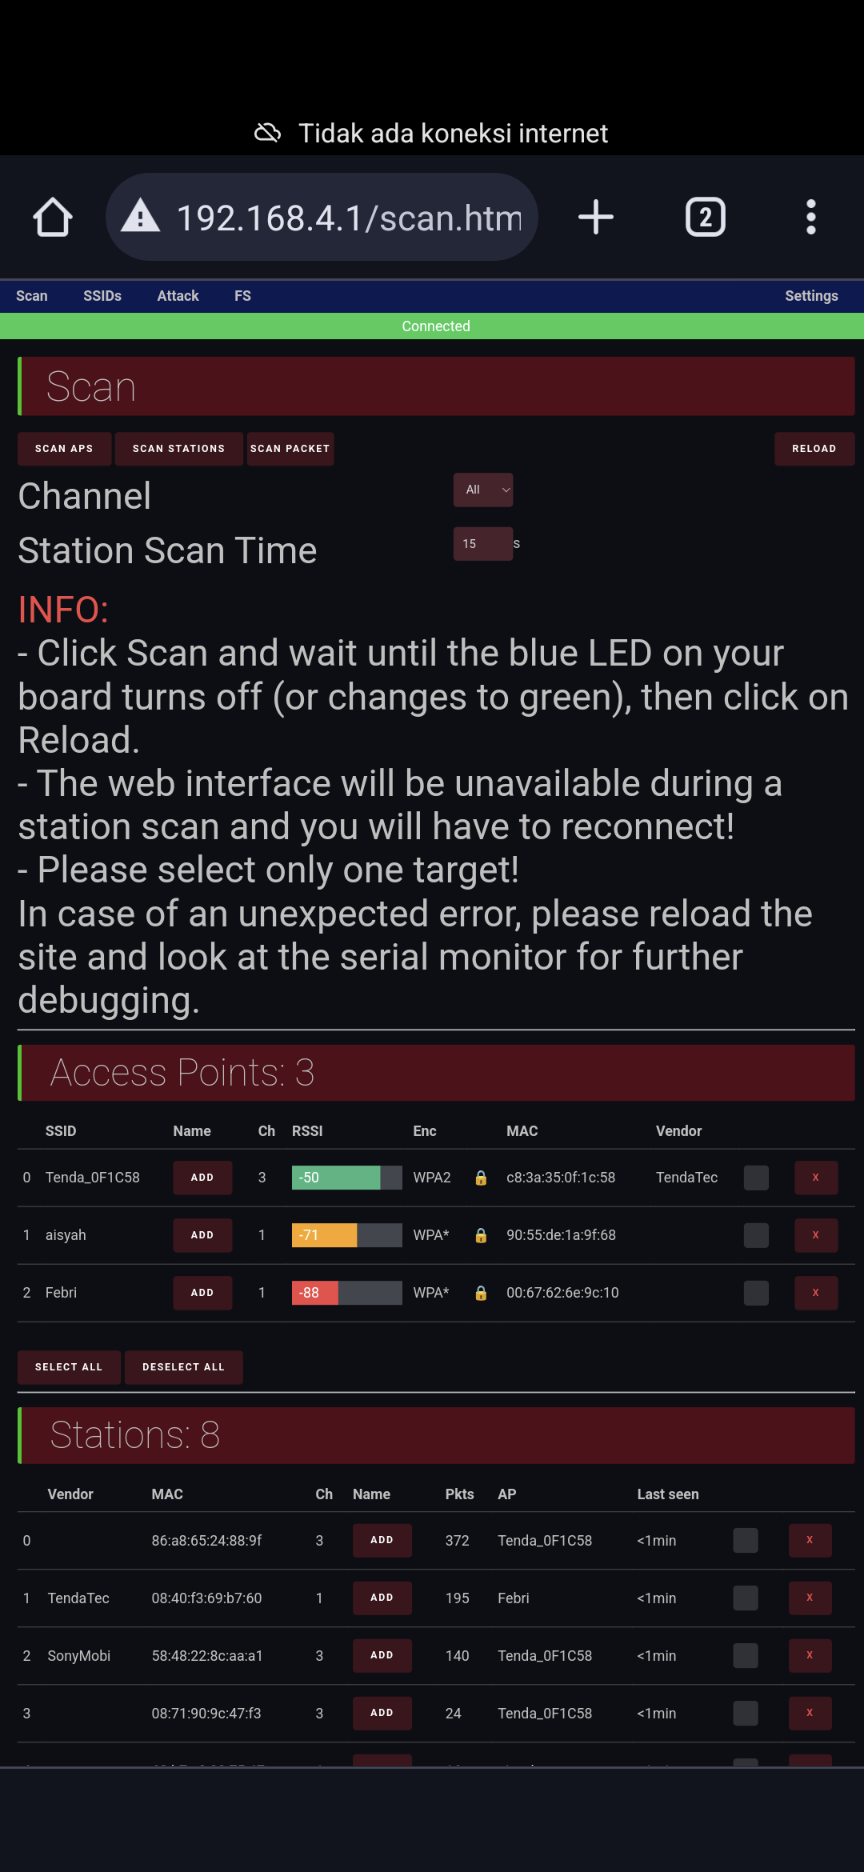 Tidak ada koneksi internet
192.168.4.1/scan.htm
2
Scan SSIDs Attack FS Settings
Connected
Scan
SCAN APS SCAN STATIONS SCAN PACKET RELOAD
Channel All
Station Scan Time 15 s
INFO:
- Click Scan and wait until the blue LED on your
board turns off (or changes to green), then click on
Reload.
- The web interface will be unavailable during a
station scan and you will have to reconnect!
- Please select only one target!
In case of an unexpected error, please reload the
site and look at the serial monitor for further
debugging.
Access Points: 3
SSID Name Ch RSSI Enc MAC Vendor
0 Tenda_0F1C58 ADD 3 -50 WPA2 c8:3a:35:0f:1c:58 TendaTec X
1 aisyah ADD 1 -71 WPA* 90:55:de:1a:9f:68 X
2 Febri ADD 1 -88 WPA* 00:67:62:6e:9c:10 X
SELECT ALL DESELECT ALL
Stations: 8
Vendor MAC Ch Name Pkts AP Last seen
0 86:a8:65:24:88:9f 3 ADD 372 Tenda_0F1C58 <1min X
1 TendaTec 08:40:f3:69:b7:60 1 ADD 195 Febri <1min X
2 SonyMobi 58:48:22:8c:aa:a1 3 ADD 140 Tenda_0F1C58 <1min X
3 08:71:90:9c:47:f3 3 ADD 24 Tenda_0F1C58 <1min X